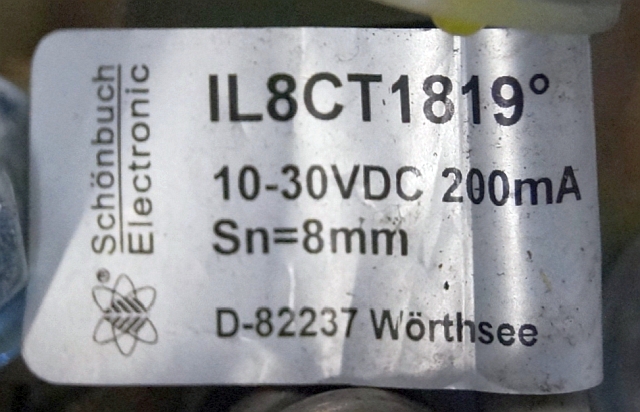 Schönbuch
Electronic
®
IL8CT1819°
10-30VDC 200mA
Sn=8mm
D-82237 Wörthsee